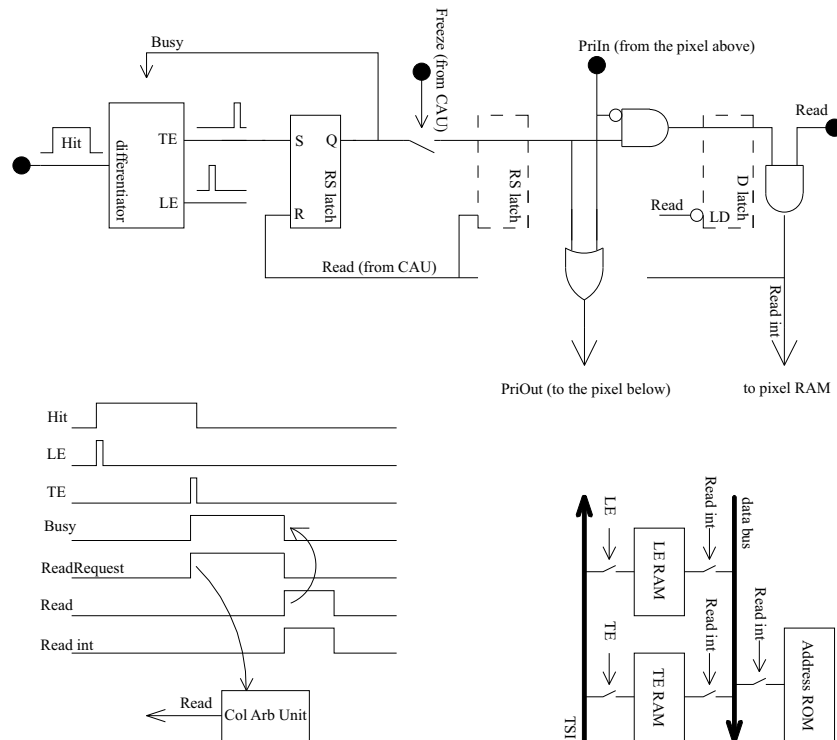 Busy
Freeze (from CAU)
PriIn (from the pixel above)
Read
Hit
differentiator
TE
LE
S
Q
R
RS latch
RS latch
Read
LD
D latch
Read (from CAU)
Read int
PriOut (to the pixel below)
to pixel RAM
Hit
LE
TE
Busy
ReadRequest
Read
Read int
Read
Col Arb Unit
LE
Read int
data bus
LE RAM
TE
Read int
Read int
TE RAM
Address ROM
TSI